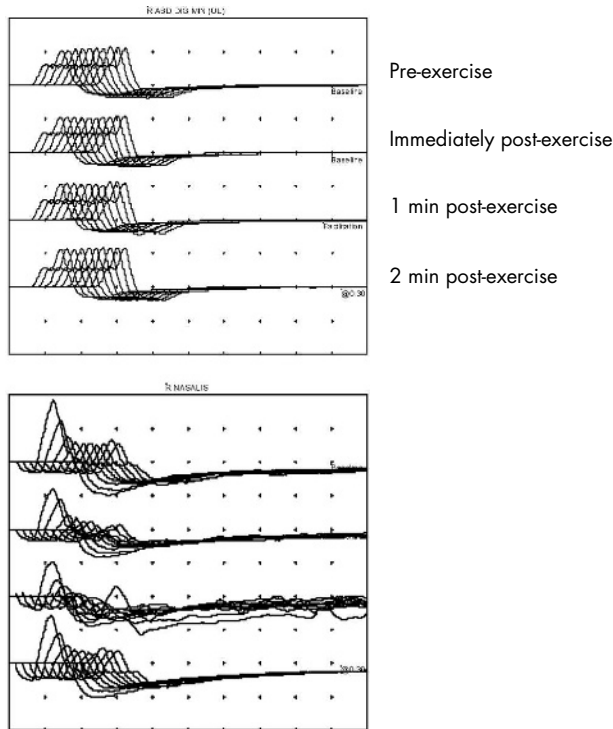 R ABD DIG MIN (UL)
Pre-exercise
Baseline
Immediately post-exercise
Baseline
1 min post-exercise
2 min post-exercise
@0:30
R NASALIS
@0:30